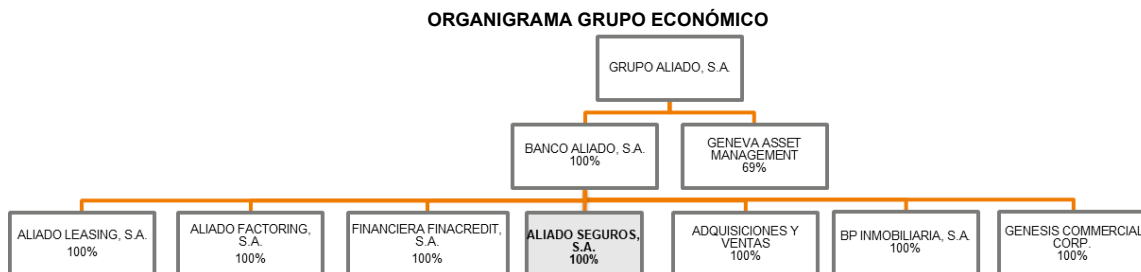 ORGANIGRAMA GRUPO ECONÓMICO
GRUPO ALIADO, S.A.
BANCO ALIADO, S.A.
100%
GENEVA ASSET
MANAGEMENT
69%
ALIADO LEASING, S.A.
100%
ALIADO FACTORING,
S.A.
100%
FINANCIERA FINACREDIT,
S.A.
100%
ALIADO SEGUROS,
S.A.
100%
ADQUISICIONES Y
VENTAS
100%
BP INMOBILIARIA, S.A.
100%
GENESIS COMMERCIAL
CORP.
100%